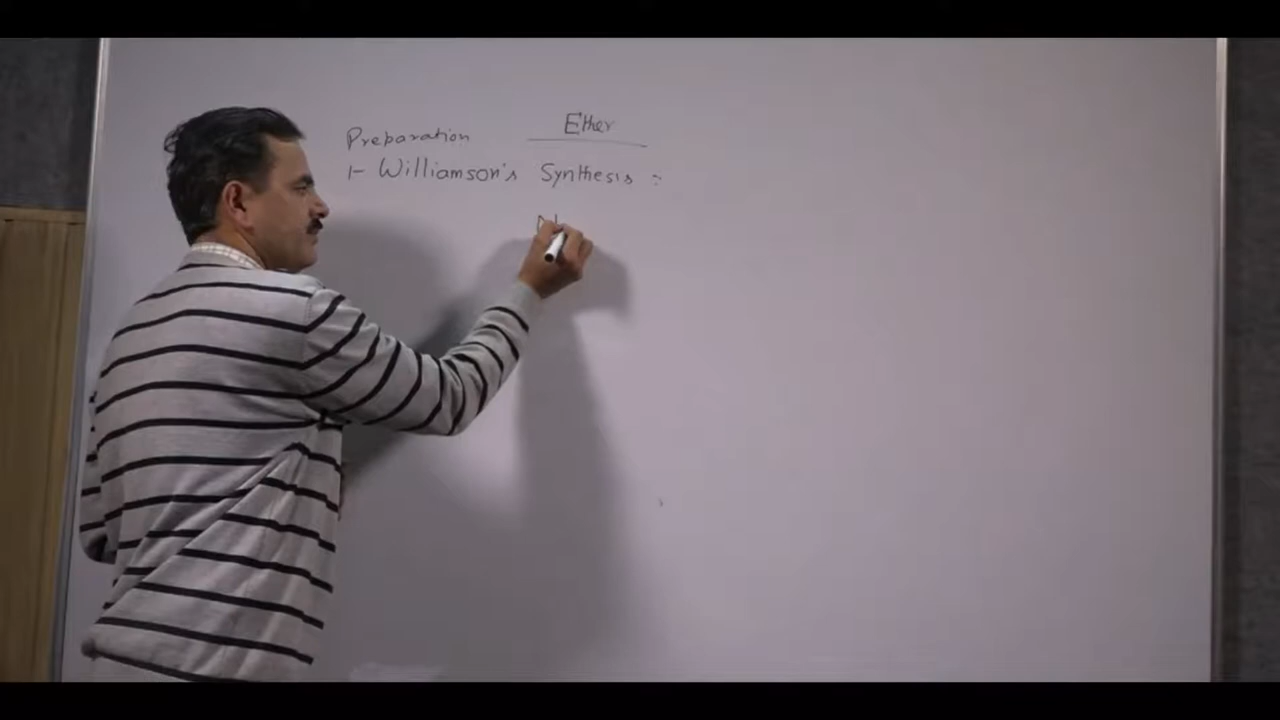 Ether
Preparation
1- Williamson's Synthesis :
N